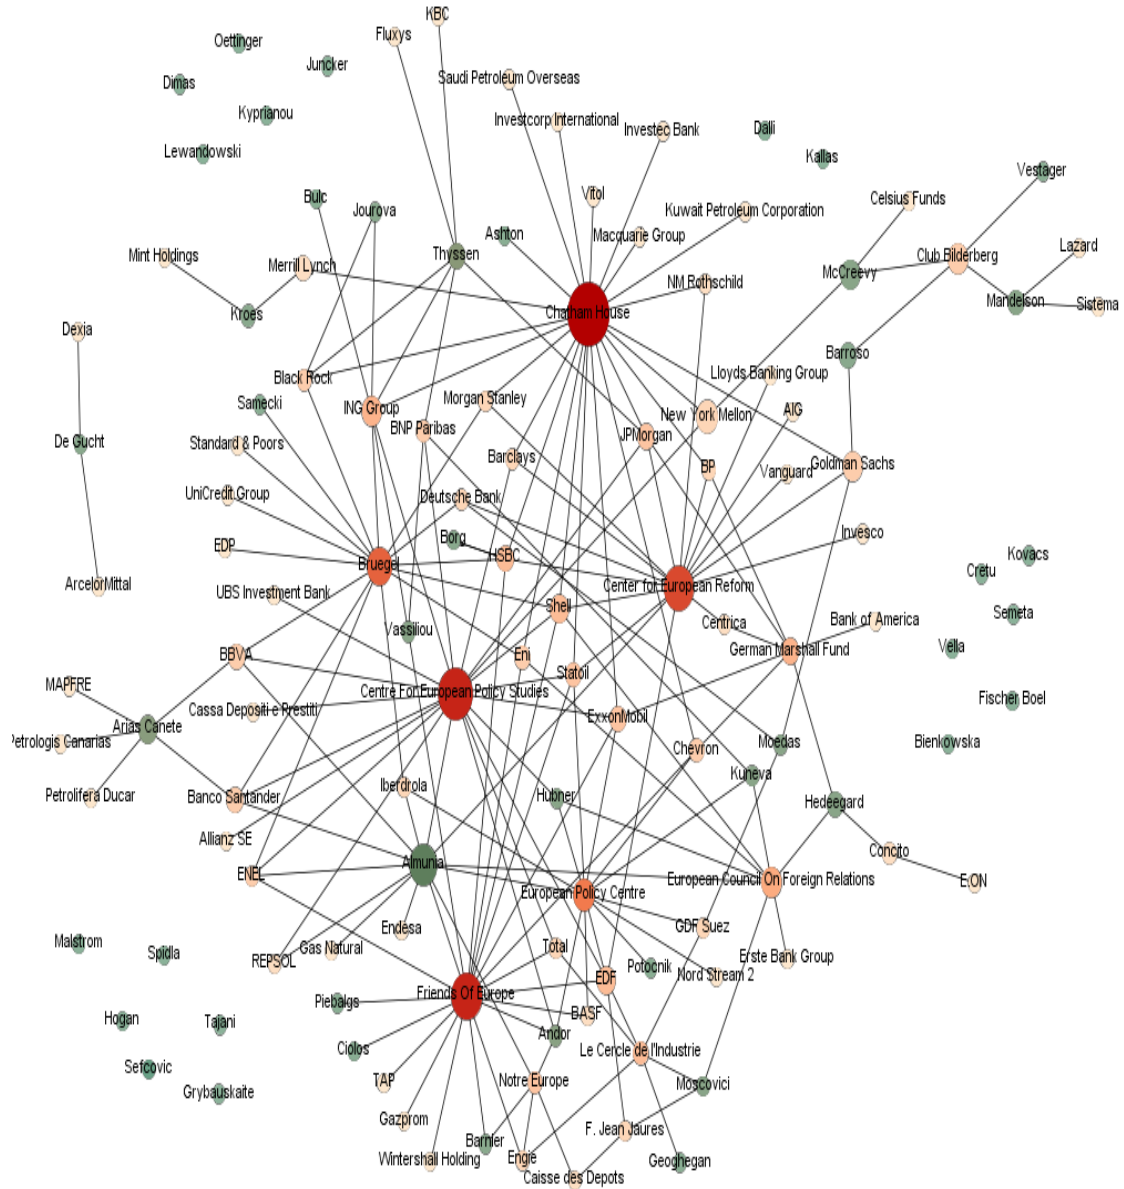 KBC
Fluxys
Oettinger
Juncker
Saudi Petroleum Overseas
Dimas
Kyprianou
Investcorp International
Investec Bank
Dalli
Lewandowski
Kallas
Vestager
Bulc
Jourova
Vitol
Celsius Funds
Kuwait Petroleum Corporation
Ashton
Macquarie Group
Lazard
Mint Holdings
Merrill Lynch
Thyssen
Club Bilderberg
McCreevy
NM Rothschild
Mandelson
Sistema
Kroes
Chatham House
Dexia
Barroso
Black Rock
Lloyds Banking Group
Samecki
ING Group
Morgan Stanley
New York Mellon
AIG
BNP Paribas
JPMorgan
De Gucht
Standard & Poors
Barclays
BP
Vanguard
Goldman Sachs
UniCredit Group
Deutsche Bank
Invesco
Borg
EDP
HSBC
Kovacs
Bruegel
Cretu
ArcelorMittal
UBS Investment Bank
Center for European Reform
Shell
Semeta
Centrica
Bank of America
Vassiliou
BBVA
Eni
German Marshall Fund
Vella
Statoil
MAPFRE
Centre For European Policy Studies
Fischer Boel
Cassa Depositi e Prestiti
ExxonMobil
Arias Canete
Petrologis Canarias
Chevron
Moedas
Bienkowska
Kuneva
Petrolifera Ducar
Banco Santander
Iberdrola
Hubner
Hedeegard
Allianz SE
Concito
Almunia
ENEL
European Policy Centre
European Council On Foreign Relations
E.ON
Endesa
GDF Suez
Malstrom
Spidla
Gas Natural
Total
REPSOL
Erste Bank Group
Potocnik
Nord Stream 2
EDF
Friends Of Europe
Piebalgs
BASF
Hogan
Tajani
Andor
Ciolos
Le Cercle de l'Industrie
Sefcovic
TAP
Notre Europe
Moscovici
Grybauskaite
Gazprom
F. Jean Jaures
Barnier
Wintershall Holding
Engie
Geoghegan
Caisse des Depots